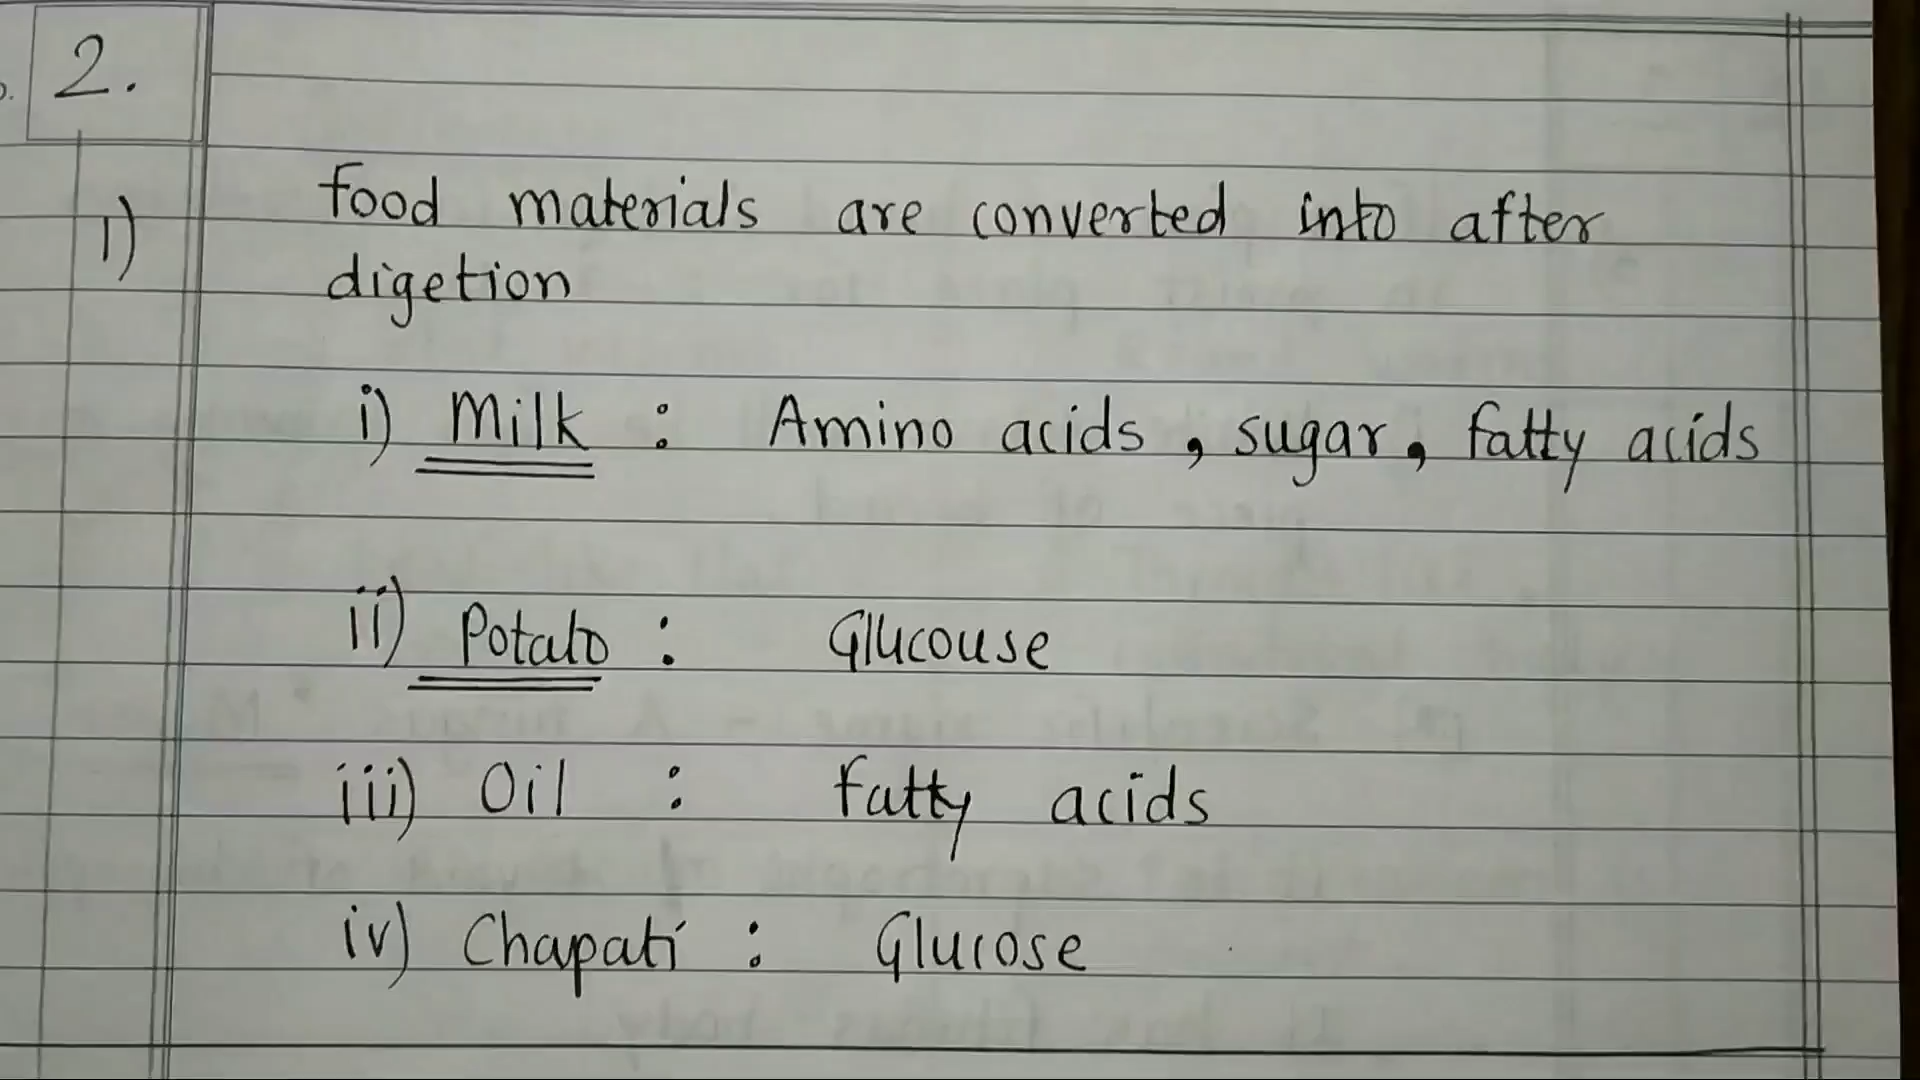 2.
1) food materials are converted into after
digetion
i) Milk : Amino acids, sugar, fatty acids
ii) Potato : Glucouse
iii) Oil : fatty acids
iv) Chapati : Glucose